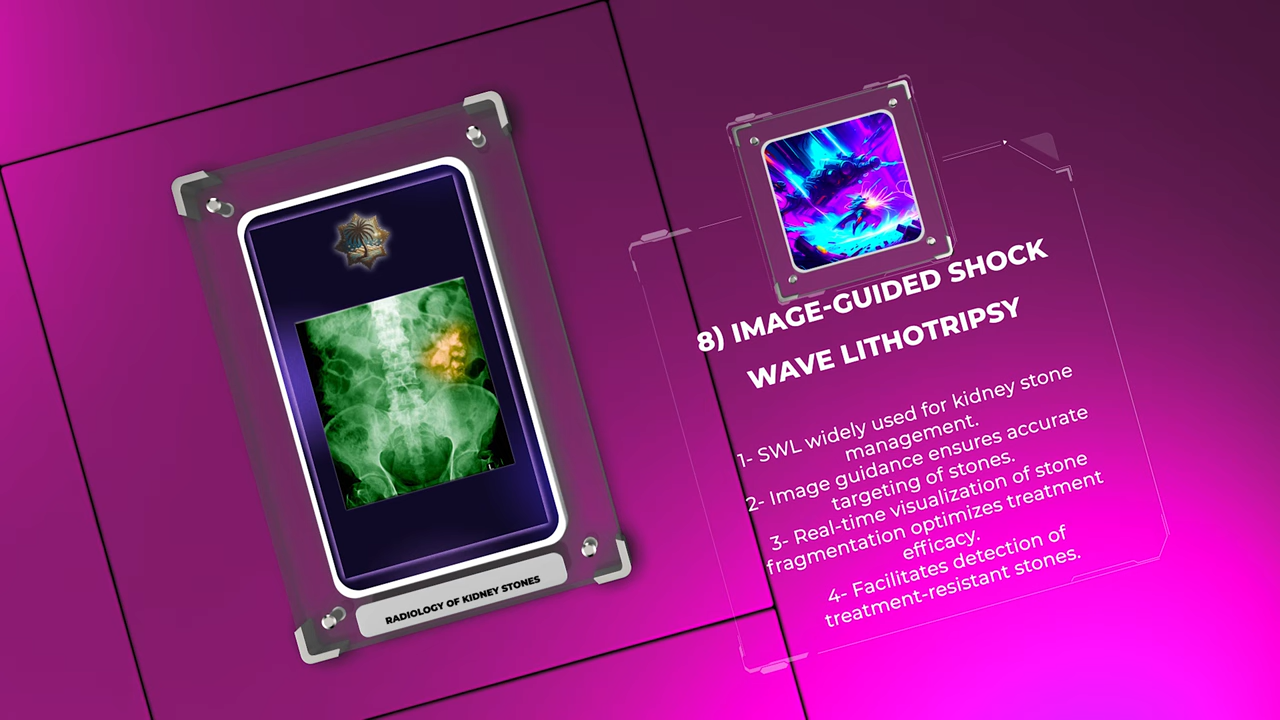 8) IMAGE-GUIDED SHOCK
WAVE LITHOTRIPSY
1- SWL widely used for kidney stone
management.
2- Image guidance ensures accurate
targeting of stones.
3- Real-time visualization of stone
fragmentation optimizes treatment
efficacy.
4- Facilitates detection of
treatment-resistant stones.
RADIOLOGY OF KIDNEY STONES